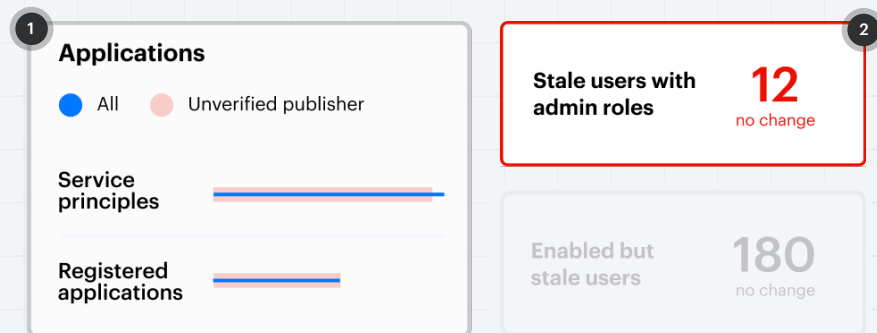 1
Applications
All
Unverified publisher
Service
principles
Registered
applications
2
Stale users with
admin roles
12
no change
Enabled but
stale users
180
no change